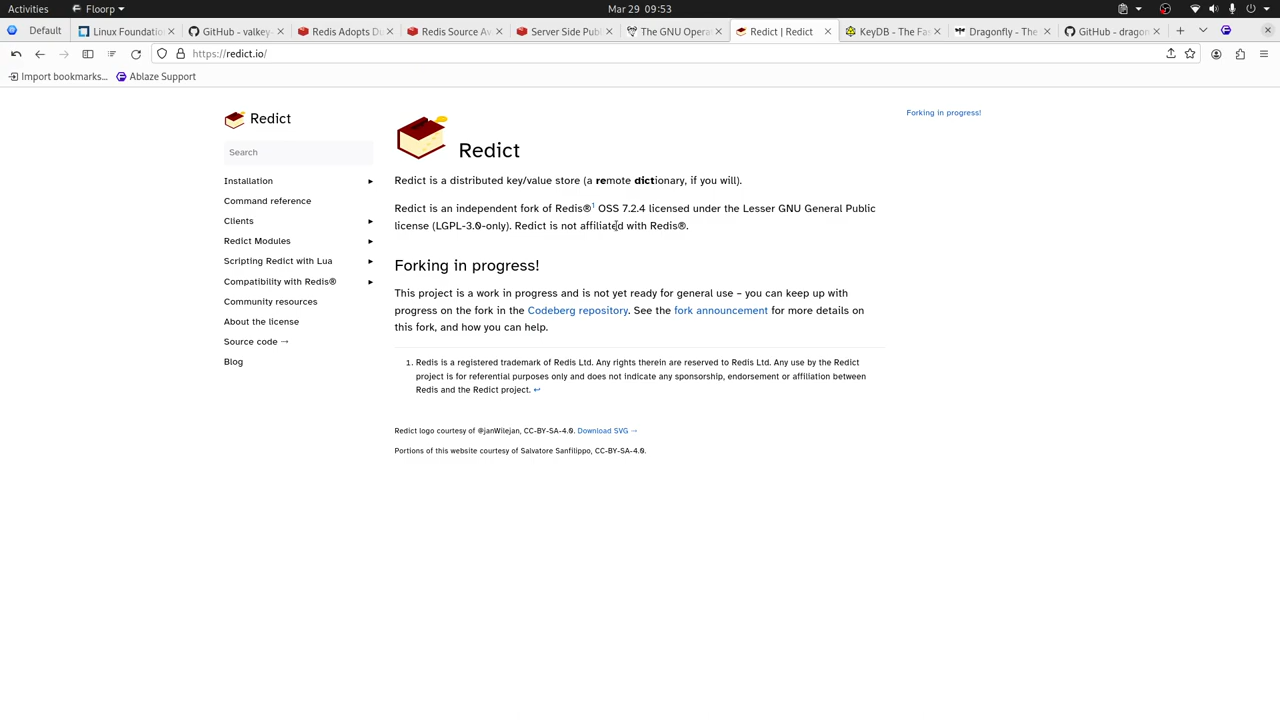 Activities
Floorp
Mar 29 09:53
Default
Linux Foundatio
GitHub - valkey-
Redis Adopts Du
Redis Source Av
Server Side Publ
The GNU Opera
Redict | Redict
KeyDB - The Fas
Dragonfly - The
GitHub - dragon
https://redict.io/
Import bookmarks...
Ablaze Support
Redict
Search
Installation
Command reference
Clients
Redict Modules
Scripting Redict with Lua
Compatibility with Redis®
Community resources
About the license
Source code →
Blog
Redict
Redict is a distributed key/value store (a remote dictionary, if you will).
Redict is an independent fork of Redis®1 OSS 7.2.4 licensed under the Lesser GNU General Public
license (LGPL-3.0-only). Redict is not affiliated with Redis®.
Forking in progress!
This project is a work in progress and is not yet ready for general use – you can keep up with
progress on the fork in the Codeberg repository. See the fork announcement for more details on
this fork, and how you can help.
1. Redis is a registered trademark of Redis Ltd. Any rights therein are reserved to Redis Ltd. Any use by the Redict
project is for referential purposes only and does not indicate any sponsorship, endorsement or affiliation between
Redis and the Redict project. ↩
Redict logo courtesy of @janWilejan, CC-BY-SA-4.0. Download SVG →
Portions of this website courtesy of Salvatore Sanfilippo, CC-BY-SA-4.0.
Forking in progress!